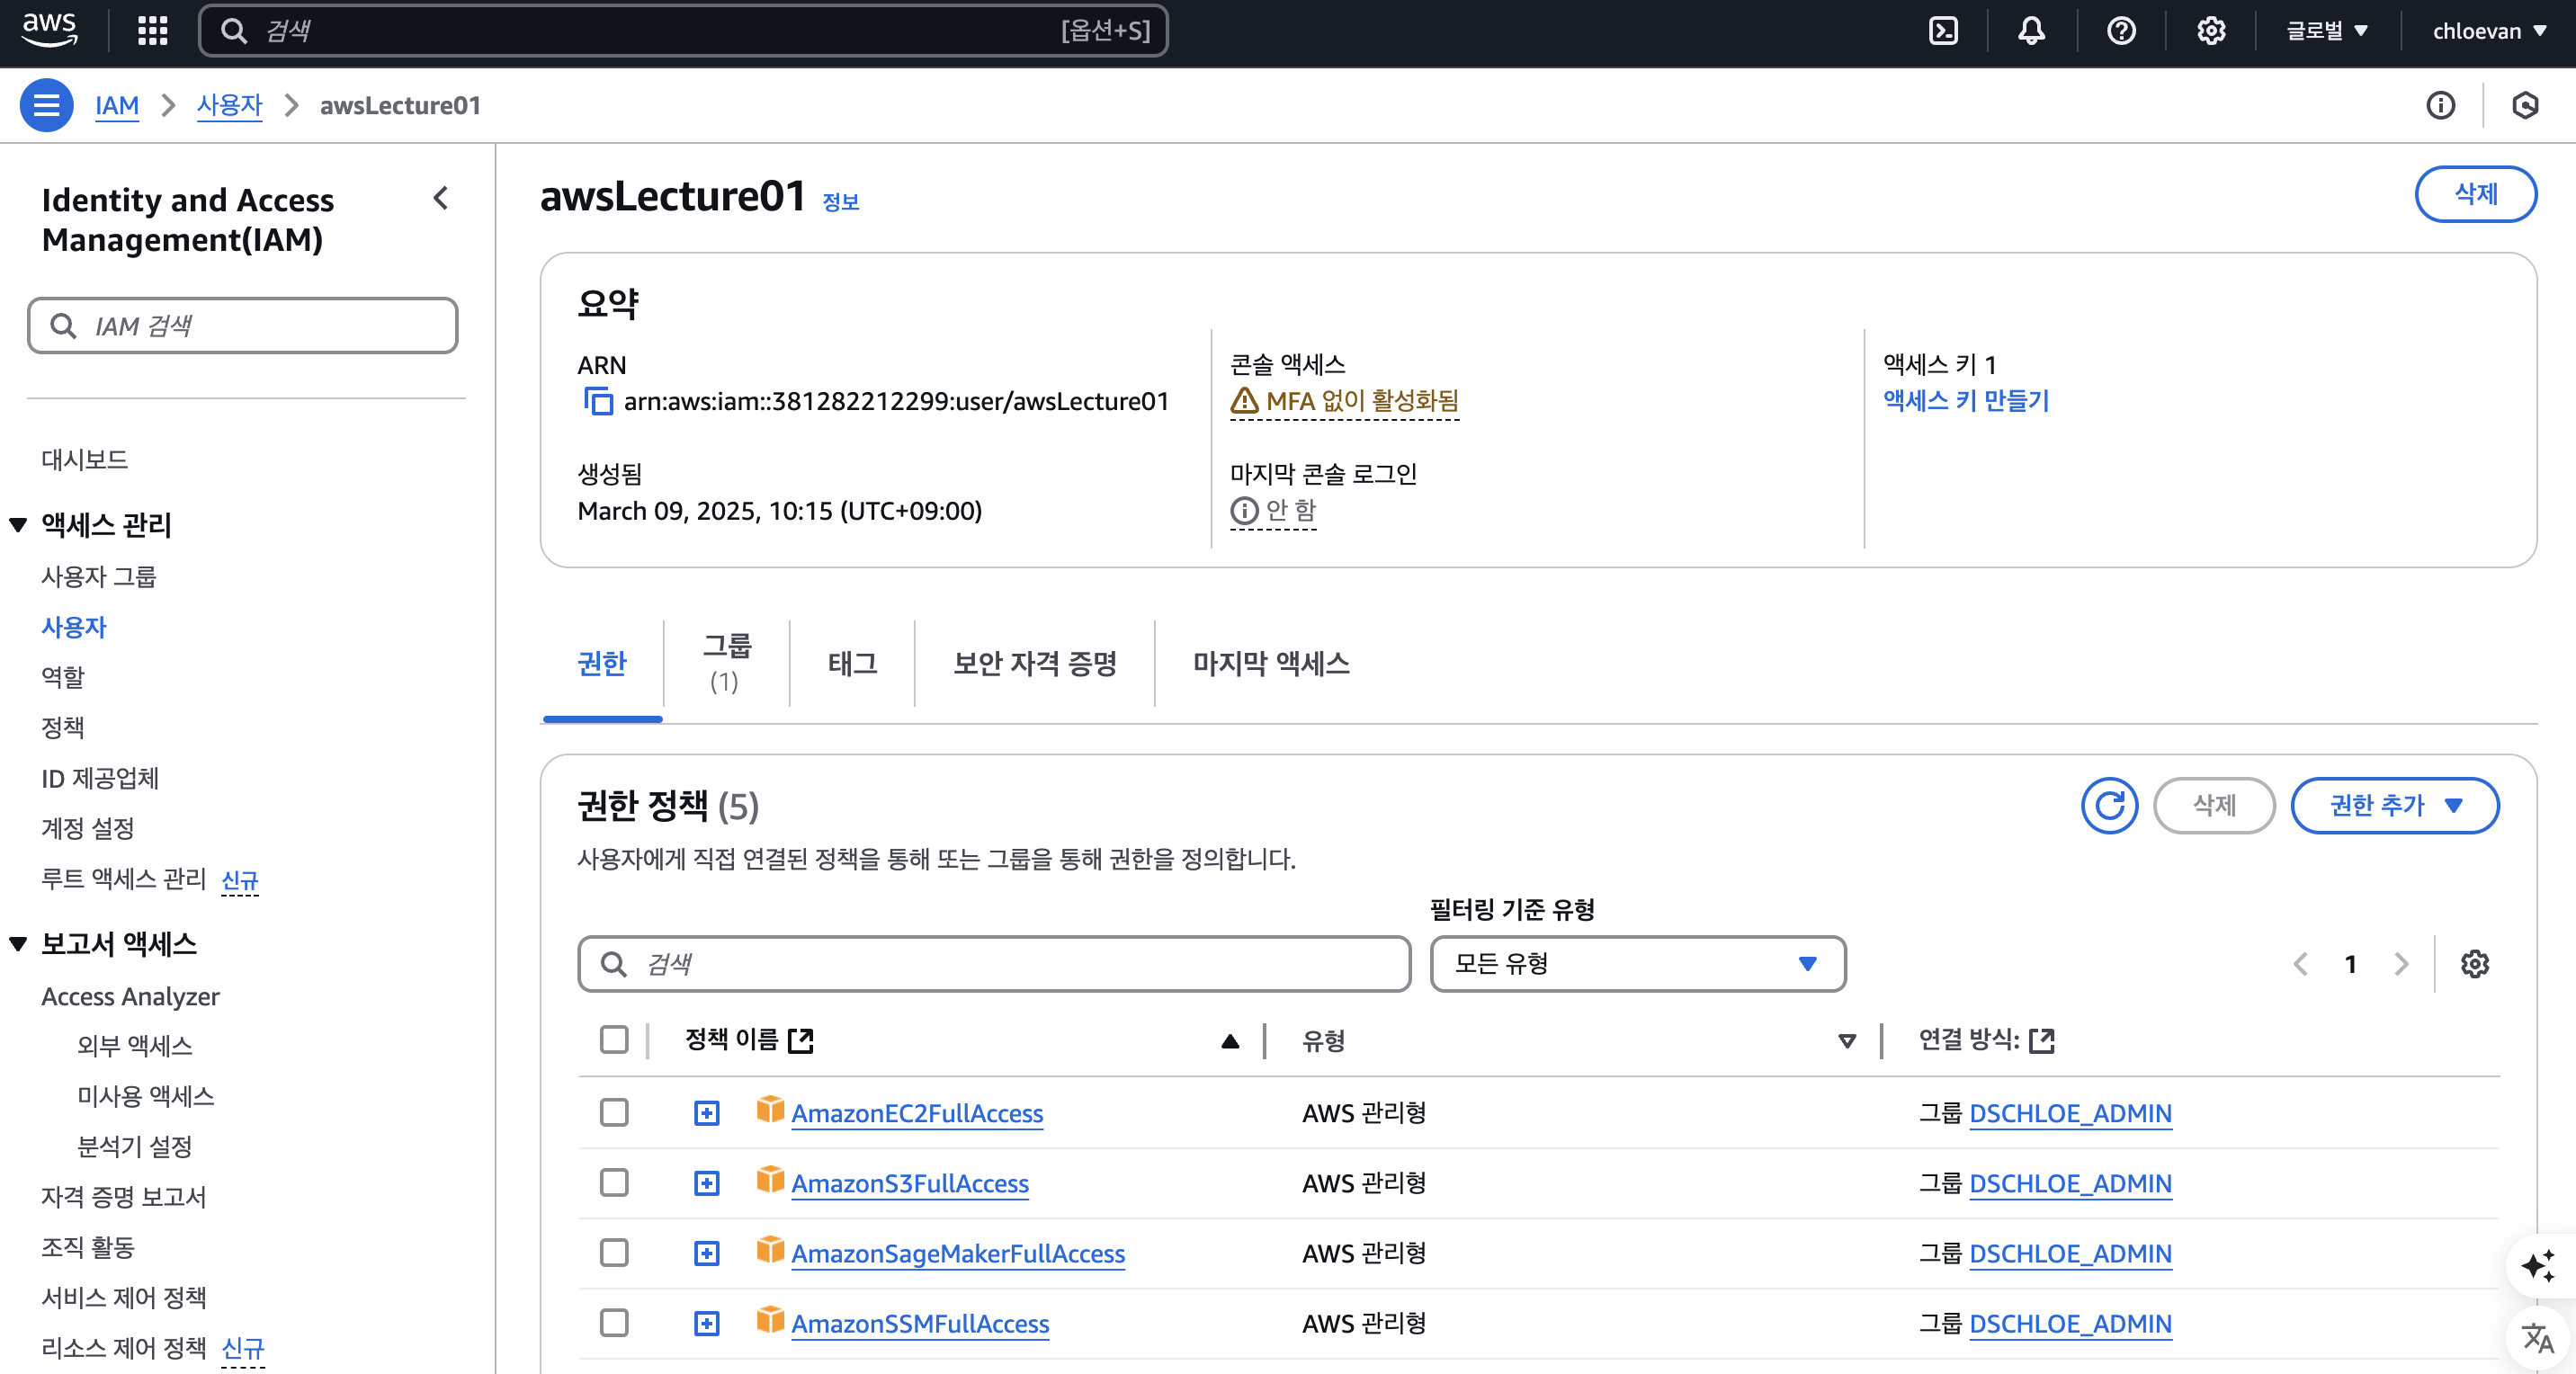 aws
검색
[옵션+S]
글로벌
chloevan
IAM
사용자
awsLecture01
Identity and Access
Management(IAM)
IAM 검색
대시보드
액세스 관리
사용자 그룹
사용자
역할
정책
ID 제공업체
계정 설정
루트 액세스 관리 신규
보고서 액세스
Access Analyzer
외부 액세스
미사용 액세스
분석기 설정
자격 증명 보고서
조직 활동
서비스 제어 정책
리소스 제어 정책 신규
awsLecture01 정보
삭제
요약
ARN
arn:aws:iam::381282212299:user/awsLecture01
생성됨
March 09, 2025, 10:15 (UTC+09:00)
콘솔 액세스
MFA 없이 활성화됨
마지막 콘솔 로그인
안 함
액세스 키 1
액세스 키 만들기
권한
그룹
(1)
태그
보안 자격 증명
마지막 액세스
권한 정책 (5)
삭제
권한 추가
사용자에게 직접 연결된 정책을 통해 또는 그룹을 통해 권한을 정의합니다.
필터링 기준 유형
검색
모든 유형
1
정책 이름
유형
연결 방식:
AmazonEC2FullAccess AWS 관리형 그룹 DSCHLOE_ADMIN
AmazonS3FullAccess AWS 관리형 그룹 DSCHLOE_ADMIN
AmazonSageMakerFullAccess AWS 관리형 그룹 DSCHLOE_ADMIN
AmazonSSMFullAccess AWS 관리형 그룹 DSCHLOE_ADMIN